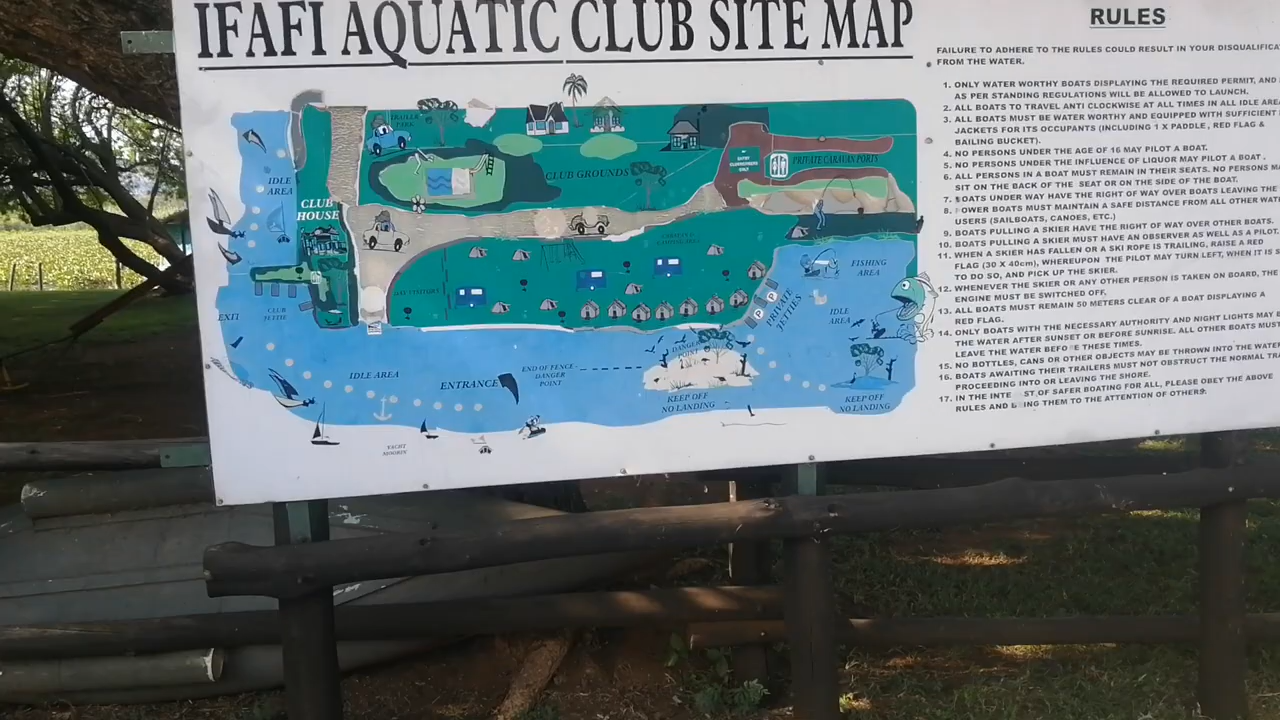 IFAFI AQUATIC CLUB SITE MAP
TRAILER
PARK
IDLE
AREA
CLUB
HOUSE
CLUB GROUNDS
ENTRY
CLUB MEMBERS
ONLY
PRIVATE CARAVAN PORTS
DAY VISITORS
FISHING
AREA
IDLE
AREA
PRIVATE
JETTIES
P
P
P
EXIT
CLUB
JETTIE
IDLE AREA
ENTRANCE
END OF FENCE -
DANGER
POINT
DANGER
POINT
KEEP OFF
NO LANDING
KEEP OFF
NO LANDING
YACHT
RULES
FAILURE TO ADHERE TO THE RULES COULD RESULT IN YOUR DISQUALIFICA
FROM THE WATER.
1. ONLY WATER WORTHY BOATS DISPLAYING THE REQUIRED PERMIT, AND
AS PER STANDING REGULATIONS WILL BE ALLOWED TO LAUNCH.
2. ALL BOATS TO TRAVEL ANTI CLOCKWISE AT ALL TIMES IN ALL IDLE AREA
3. ALL BOATS MUST BE WATER WORTHY AND EQUIPPED WITH SUFFICIENT
JACKETS FOR ITS OCCUPANTS (INCLUDING 1 X PADDLE , RED FLAG &
BAILING BUCKET).
4. NO PERSONS UNDER THE AGE OF 16 MAY PILOT A BOAT.
5. NO PERSONS UNDER THE INFLUENCE OF LIQUOR MAY PILOT A BOAT .
6. ALL PERSONS IN A BOAT MUST REMAIN IN THEIR SEATS. NO PERSONS M
SIT ON THE BACK OF THE SEAT OR ON THE SIDE OF THE BOAT.
7. OATS UNDER WAY HAVE THE RIGHT OF WAY OVER BOATS LEAVING THE
8. OWER BOATS MUST MAINTAIN A SAFE DISTANCE FROM ALL OTHER WAT
USERS (SAILBOATS, CANOES, ETC.)
9. BOATS PULLING A SKIER HAVE THE RIGHT OF WAY OVER OTHER BOATS.
10. BOATS PULLING A SKIER MUST HAVE AN OBSERVER AS WELL AS A PILOT.
11. WHEN A SKIER HAS FALLEN OR A SKI ROPE IS TRAILING, RAISE A RED
FLAG (30 X 40cm), WHEREUPON THE PILOT MAY TURN LEFT, WHEN IT IS S
TO DO SO, AND PICK UP THE SKIER.
12. WHENEVER THE SKIER OR ANY OTHER PERSON IS TAKEN ON BOARD, THE
ENGINE MUST BE SWITCHED OFF.
13. ALL BOATS MUST REMAIN 50 METERS CLEAR OF A BOAT DISPLAYING A
RED FLAG.
14. ONLY BOATS WITH THE NECESSARY AUTHORITY AND NIGHT LIGHTS MAY
THE WATER AFTER SUNSET OR BEFORE SUNRISE. ALL OTHER BOATS MUST
LEAVE THE WATER BEFORE THESE TIMES.
15. NO BOTTLES, CANS OR OTHER OBJECTS MAY BE THROWN INTO THE WATER
16. BOATS AWAITING THEIR TRAILERS MUST NOT OBSTRUCT THE NORMAL TRA
PROCEEDING INTO OR LEAVING THE SHORE.
17. IN THE INTE ST OF SAFER BOATING FOR ALL, PLEASE OBEY THE ABOVE
RULES AND B ING THEM TO THE ATTENTION OF OTHERS.